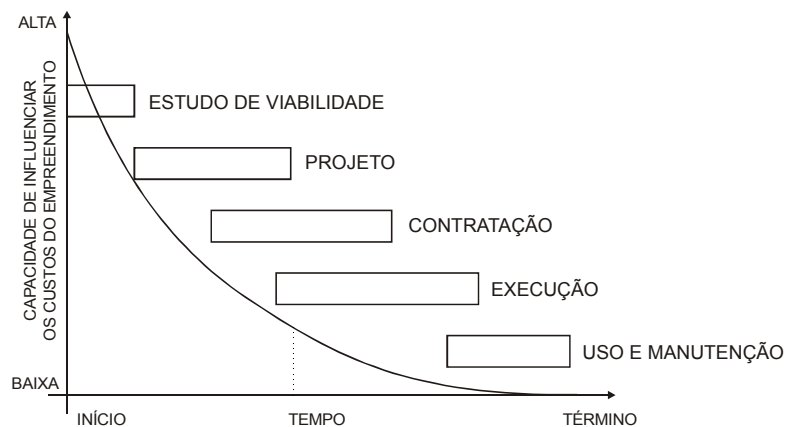 ALTA
CAPACIDADE DE INFLUENCIAR
OS CUSTOS DO EMPREENDIMENTO
ESTUDO DE VIABILIDADE
PROJETO
CONTRATAÇÃO
EXECUÇÃO
USO E MANUTENÇÃO
BAIXA
INÍCIO
TEMPO
TÉRMINO